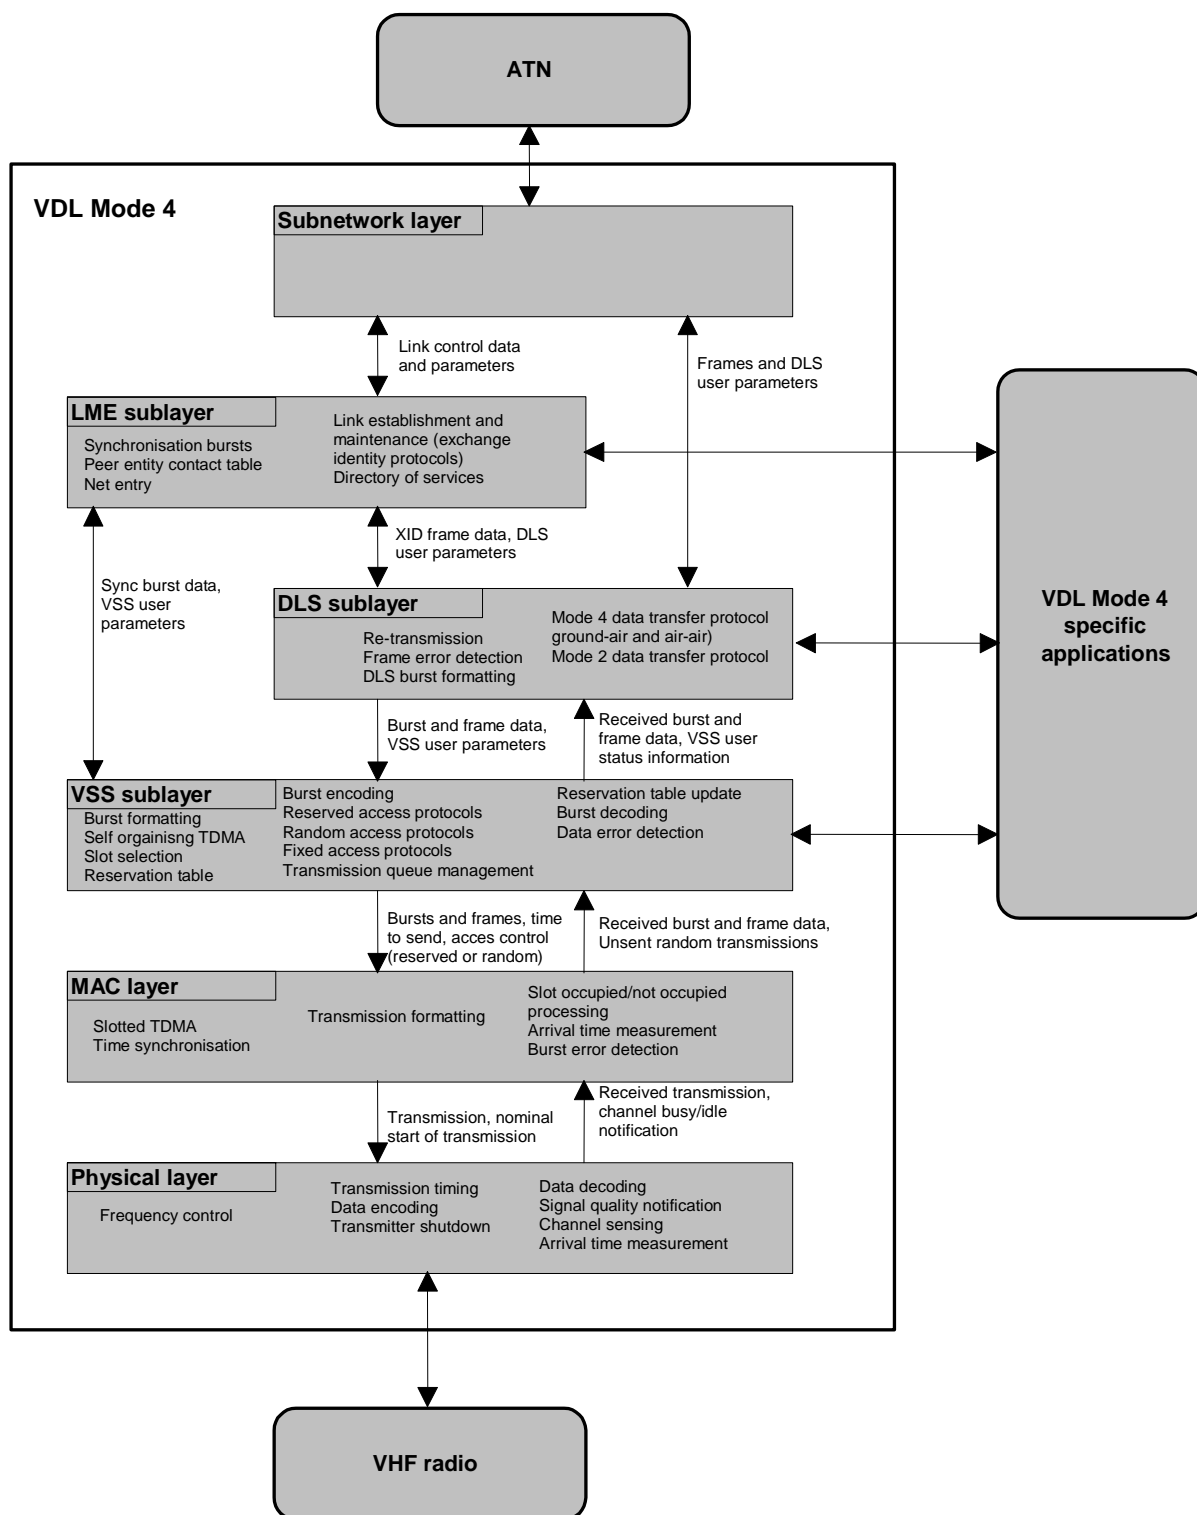 ATN
VDL Mode 4
Subnetwork layer
Link control data
and parameters
Frames and DLS
user parameters
LME sublayer
Synchronisation bursts
Peer entity contact table
Net entry
Link establishment and
maintenance (exchange
identity protocols)
Directory of services
XID frame data, DLS
user parameters
Sync burst data,
VSS user
parameters
DLS sublayer
Re-transmission
Frame error detection
DLS burst formatting
Mode 4 data transfer protocol
ground-air and air-air)
Mode 2 data transfer protocol
VDL Mode 4
specific
applications
Burst and frame data,
VSS user parameters
Received burst and
frame data, VSS user
status information
VSS sublayer
Burst formatting
Self orgainisng TDMA
Slot selection
Reservation table
Burst encoding
Reserved access protocols
Random access protocols
Fixed access protocols
Transmission queue management
Reservation table update
Burst decoding
Data error detection
Bursts and frames, time
to send, acces control
(reserved or random)
Received burst and frame data,
Unsent random transmissions
MAC layer
Slotted TDMA
Time synchronisation
Transmission formatting
Slot occupied/not occupied
processing
Arrival time measurement
Burst error detection
Transmission, nominal
start of transmission
Received transmission,
channel busy/idle
notification
Physical layer
Frequency control
Transmission timing
Data encoding
Transmitter shutdown
Data decoding
Signal quality notification
Channel sensing
Arrival time measurement
VHF radio